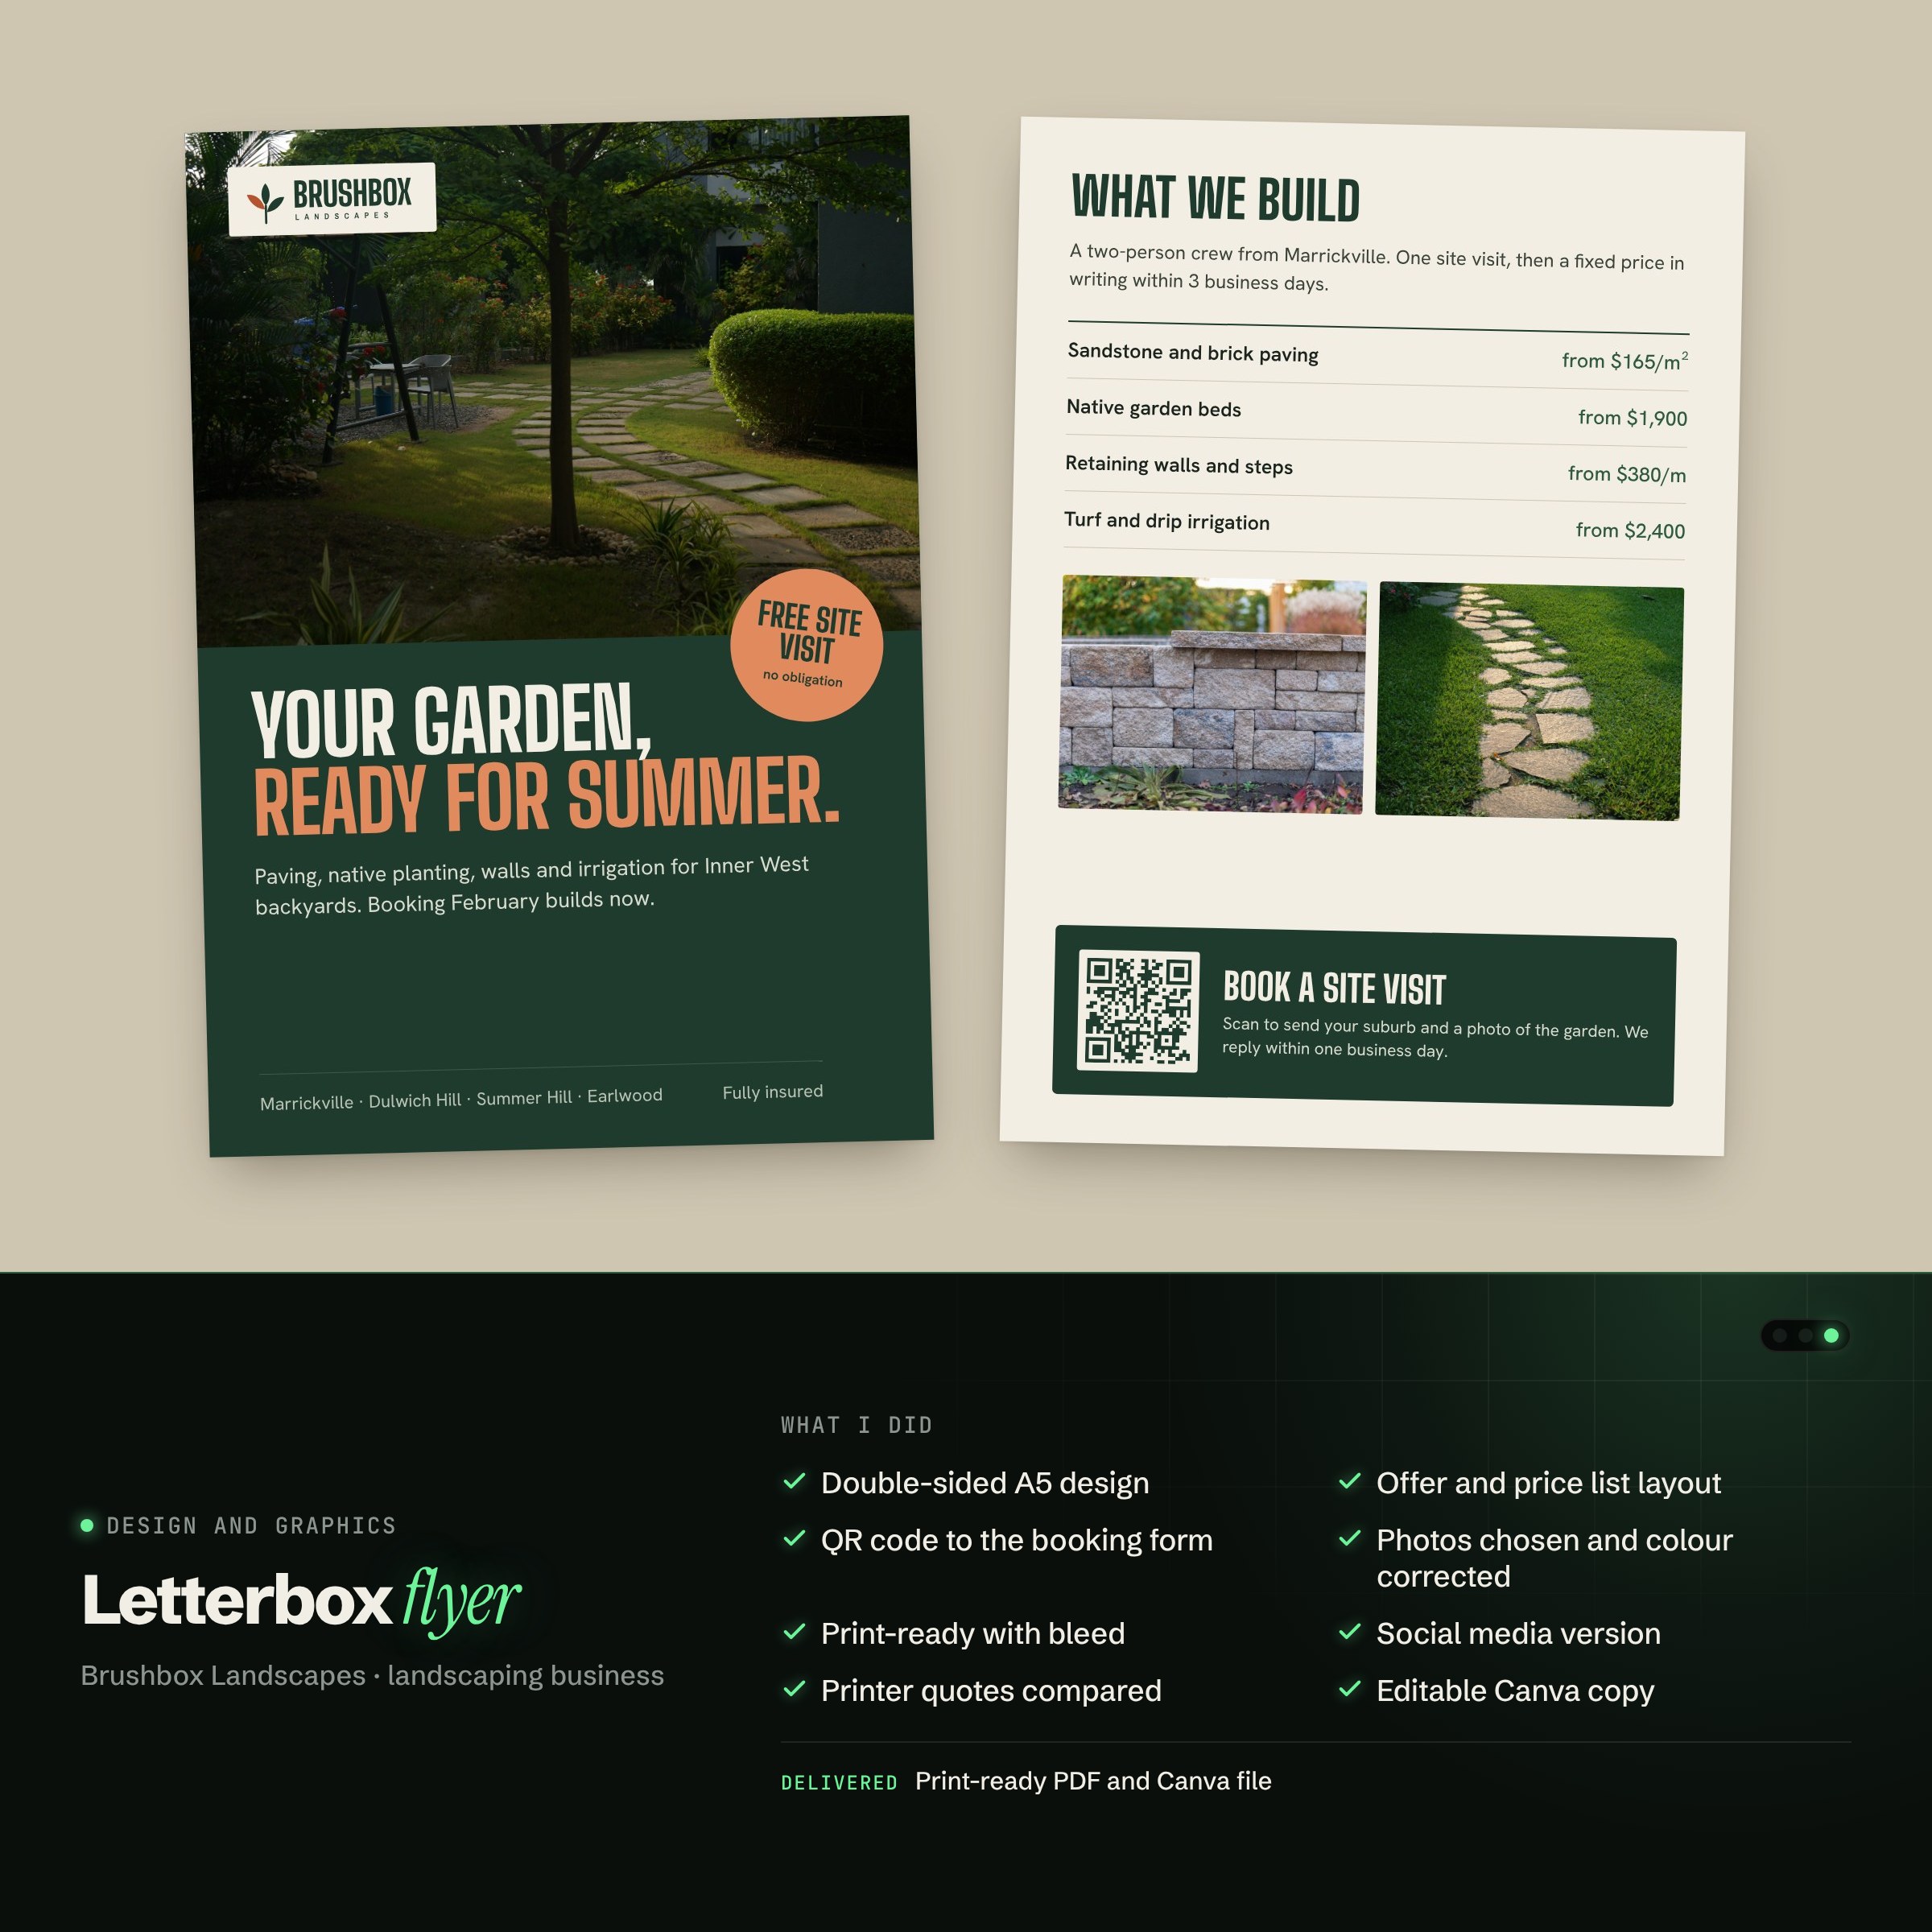 BRUSHBOX
LANDSCAPES
FREE SITE
VISIT
no obligation
YOUR GARDEN,
READY FOR SUMMER.
Paving, native planting, walls and irrigation for Inner West
backyards. Booking February builds now.
Marrickville · Dulwich Hill · Summer Hill · Earlwood
Fully insured
WHAT WE BUILD
A two-person crew from Marrickville. One site visit, then a fixed price in
writing within 3 business days.
Sandstone and brick paving
from $165/m²
Native garden beds
from $1,900
Retaining walls and steps
from $380/m
Turf and drip irrigation
from $2,400
BOOK A SITE VISIT
Scan to send your suburb and a photo of the garden. We
reply within one business day.
DESIGN AND GRAPHICS
Letterbox flyer
Brushbox Landscapes · landscaping business
WHAT I DID
Double-sided A5 design
Offer and price list layout
QR code to the booking form
Photos chosen and colour
corrected
Print-ready with bleed
Social media version
Printer quotes compared
Editable Canva copy
DELIVERED Print-ready PDF and Canva file